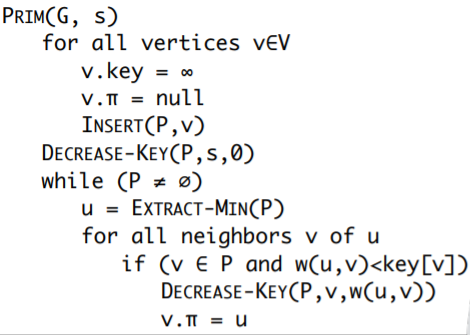 PRIM(G, s)
for all vertices v∈V
v.key = ∞
v.π = null
INSERT(P,v)
DECREASE-KEY(P,s,0)
while (P ≠ ∅)
u = EXTRACT-MIN(P)
for all neighbors v of u
if (v ∈ P and w(u,v)<key[v])
DECREASE-KEY(P,v,w(u,v))
v.π = u